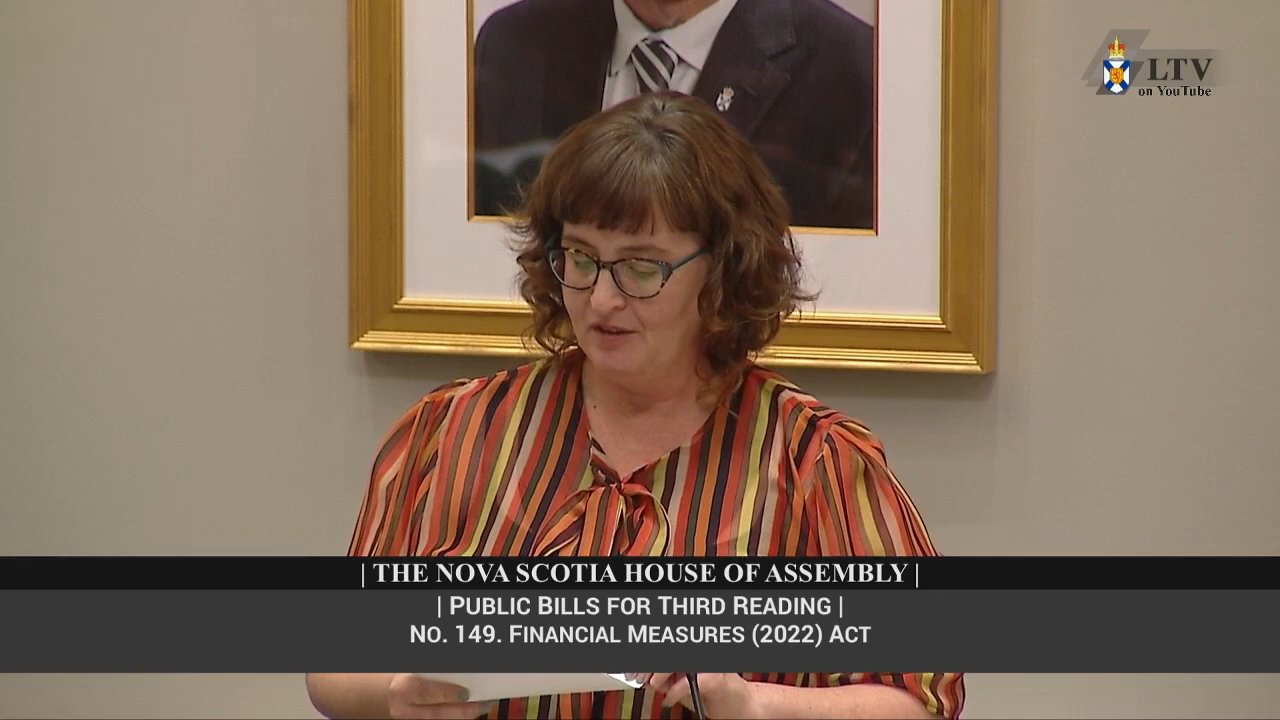 LTV
on YouTube
| THE NOVA SCOTIA HOUSE OF ASSEMBLY |
| PUBLIC BILLS FOR THIRD READING |
NO. 149. FINANCIAL MEASURES (2022) ACT